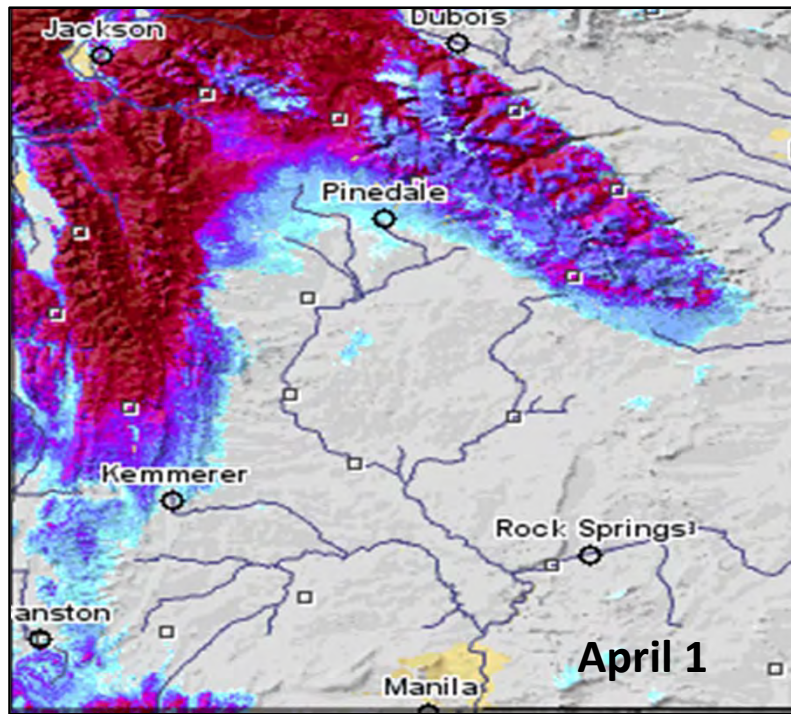 Dubois
Jackson
Pinedale
Kemmerer
Rock Springs
anston
April 1
Manila